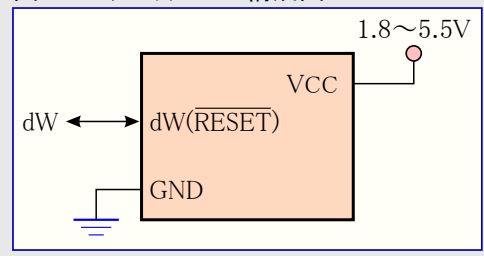 1.8～5.5V
VCC
dW
dW(RESET)
GND